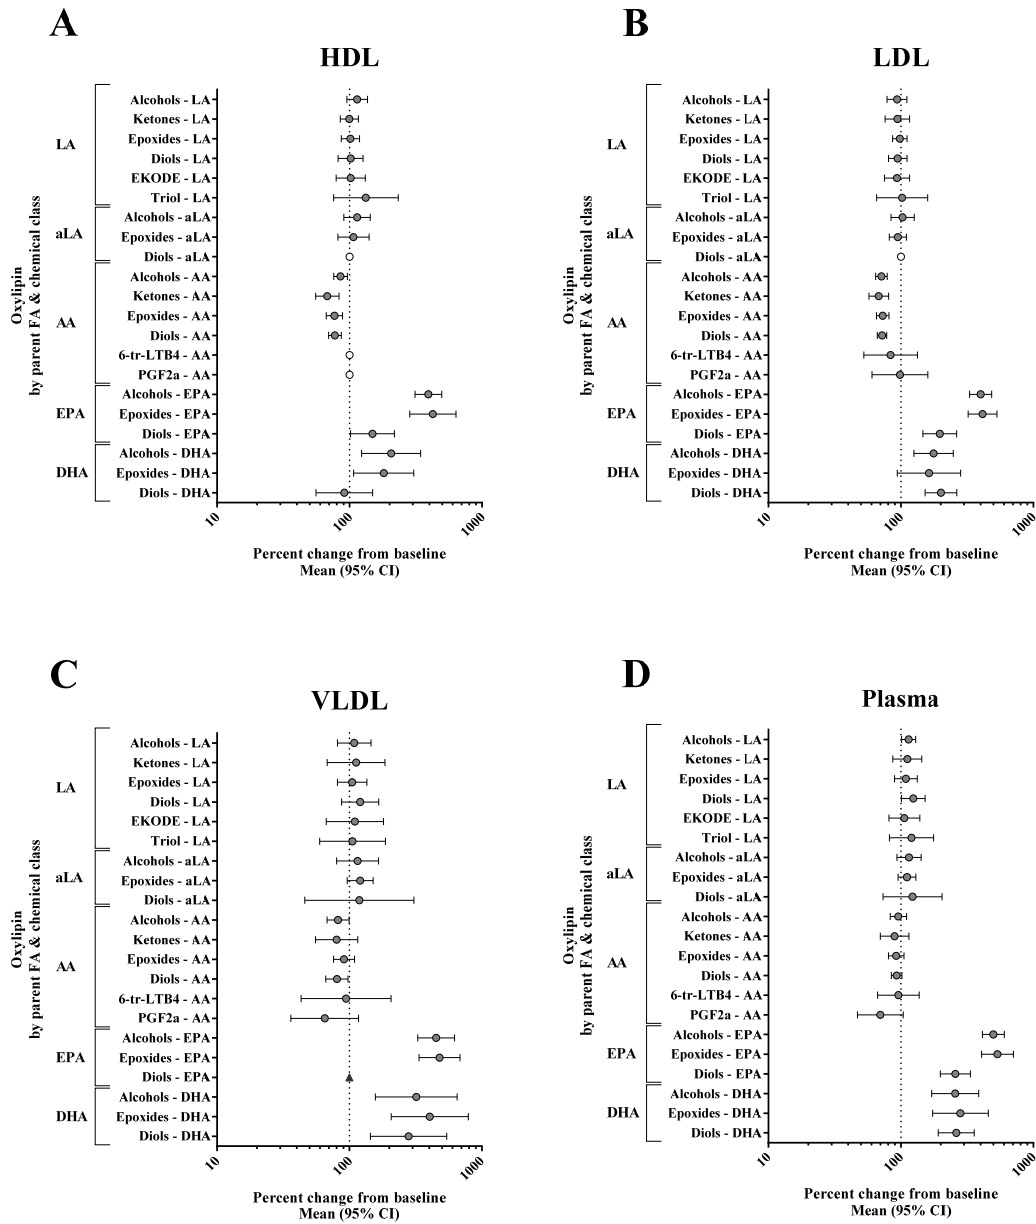 A
HDL
Oxylipin
by parent FA & chemical class
LA
aLA
AA
EPA
DHA
Alcohols - LA
Ketones - LA
Epoxides - LA
Diols - LA
EKODE - LA
Triol - LA
Alcohols - aLA
Epoxides - aLA
Diols - aLA
Alcohols - AA
Ketones - AA
Epoxides - AA
Diols - AA
6-tr-LTB4 - AA
PGF2a - AA
Alcohols - EPA
Epoxides - EPA
Diols - EPA
Alcohols - DHA
Epoxides - DHA
Diols - DHA
10
100
1000
Percent change from baseline
Mean (95% CI)
B
LDL
Oxylipin
by parent FA & chemical class
LA
aLA
AA
EPA
DHA
Alcohols - LA
Ketones - LA
Epoxides - LA
Diols - LA
EKODE - LA
Triol - LA
Alcohols - aLA
Epoxides - aLA
Diols - aLA
Alcohols - AA
Ketones - AA
Epoxides - AA
Diols - AA
6-tr-LTB4 - AA
PGF2a - AA
Alcohols - EPA
Epoxides - EPA
Diols - EPA
Alcohols - DHA
Epoxides - DHA
Diols - DHA
10
100
1000
Percent change from baseline
Mean (95% CI)
C
VLDL
Oxylipin
by parent FA & chemical class
LA
aLA
AA
EPA
DHA
Alcohols - LA
Ketones - LA
Epoxides - LA
Diols - LA
EKODE - LA
Triol - LA
Alcohols - aLA
Epoxides - aLA
Diols - aLA
Alcohols - AA
Ketones - AA
Epoxides - AA
Diols - AA
6-tr-LTB4 - AA
PGF2a - AA
Alcohols - EPA
Epoxides - EPA
Diols - EPA
Alcohols - DHA
Epoxides - DHA
Diols - DHA
10
100
1000
Percent change from baseline
Mean (95% CI)
D
Plasma
Oxylipin
by parent FA & chemical class
LA
aLA
AA
EPA
DHA
Alcohols - LA
Ketones - LA
Epoxides - LA
Diols - LA
EKODE - LA
Triol - LA
Alcohols - aLA
Epoxides - aLA
Diols - aLA
Alcohols - AA
Ketones - AA
Epoxides - AA
Diols - AA
6-tr-LTB4 - AA
PGF2a - AA
Alcohols - EPA
Epoxides - EPA
Diols - EPA
Alcohols - DHA
Epoxides - DHA
Diols - DHA
10
100
1000
Percent change from baseline
Mean (95% CI)